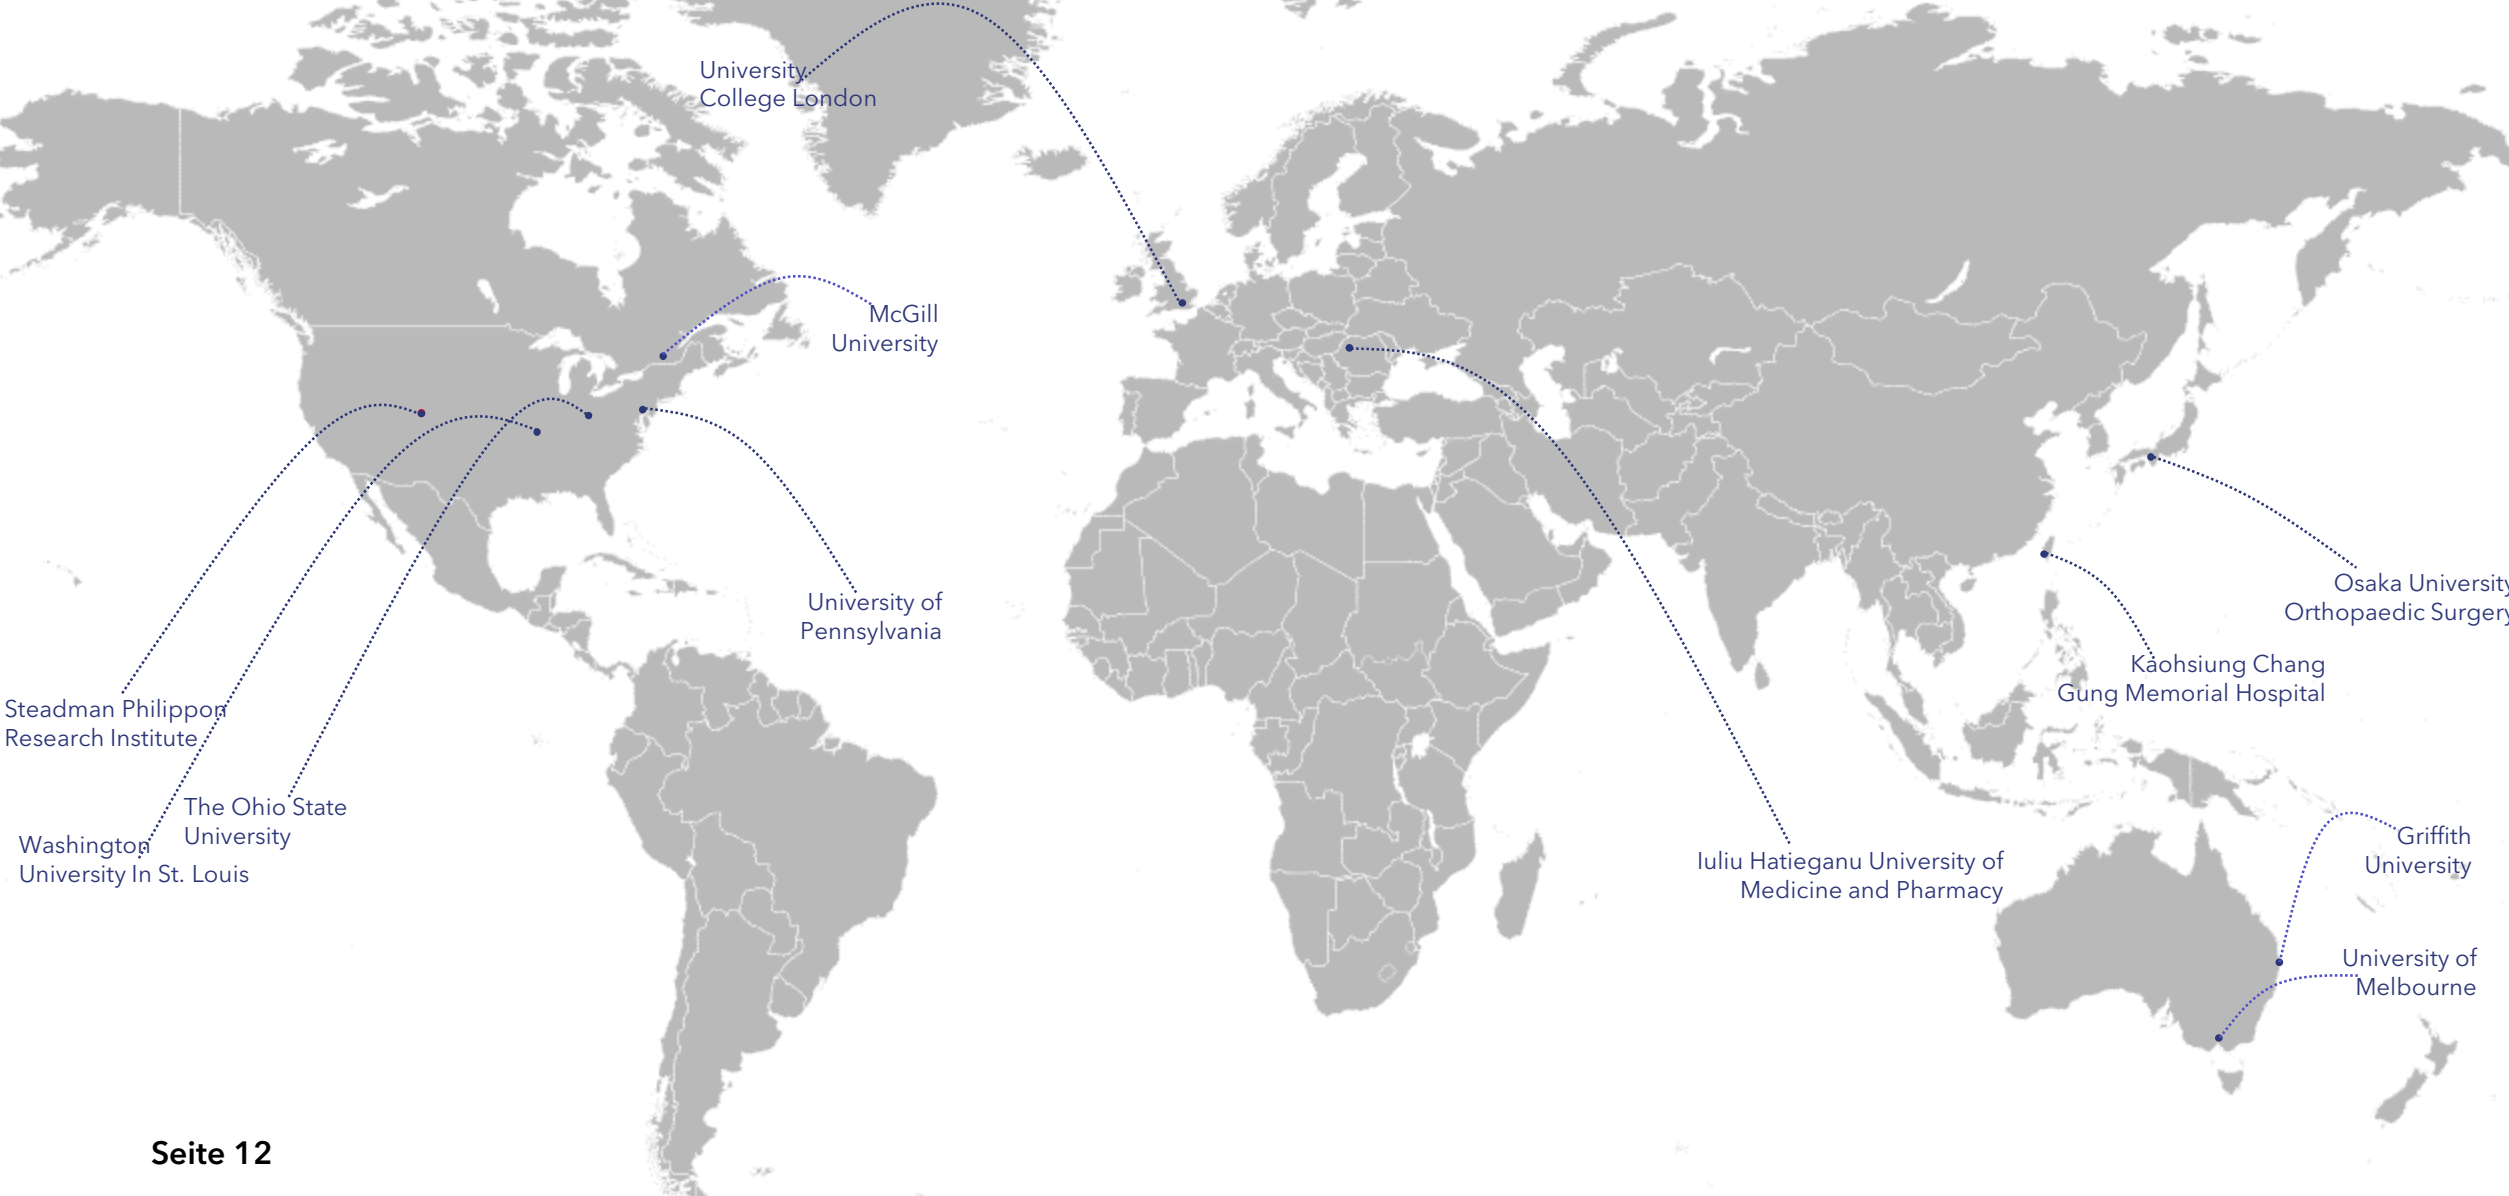 University
College London
McGill
University
University of
Pennsylvania
Steadman Philippon
Research Institute
The Ohio State
University
Washington
University In St. Louis
Osaka University
Orthopaedic Surgery
Kaohsiung Chang
Gung Memorial Hospital
Iuliu Hatieganu University of
Medicine and Pharmacy
Griffith
University
University of
Melbourne
Seite 12